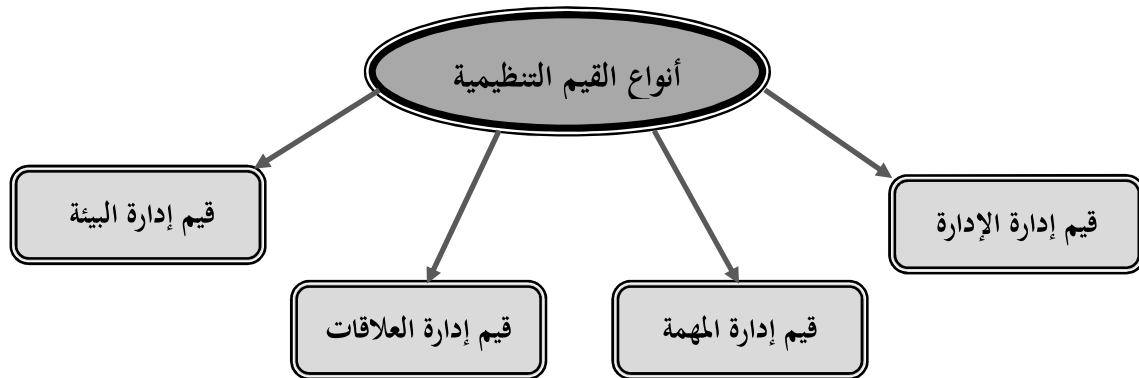 أنواع القيم التنظيمية
قيم إدارة الإدارة
قيم إدارة المهمة
قيم إدارة العلاقات
قيم إدارة البيئة